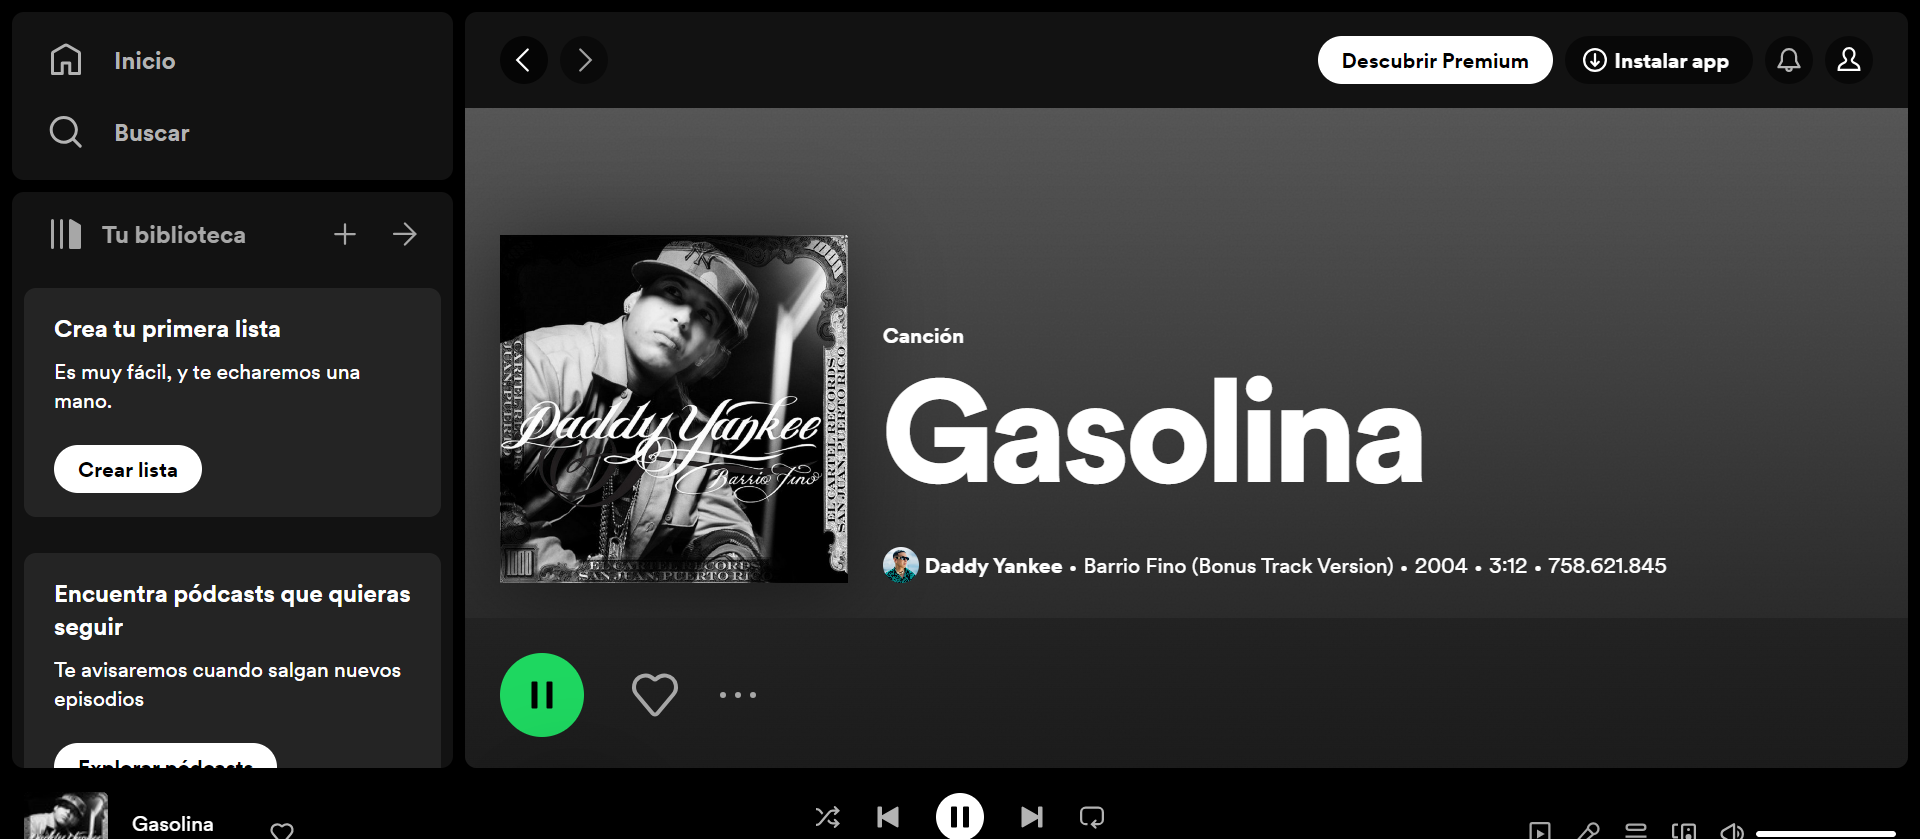 Inicio
Buscar
Tu biblioteca
Crea tu primera lista
Es muy fácil, y te echaremos una
mano.
Crear lista
Encuentra pódcasts que quieras
seguir
Te avisaremos cuando salgan nuevos
episodios
Explorar pódcasts
Descubrir Premium
Instalar app
Daddy Yankee
Barrio Fino
EL CARTEL RECORDS
SAN JUAN, PUERTO RICO
Canción
Gasolina
Daddy Yankee • Barrio Fino (Bonus Track Version) • 2004 • 3:12 • 758.621.845
Gasolina